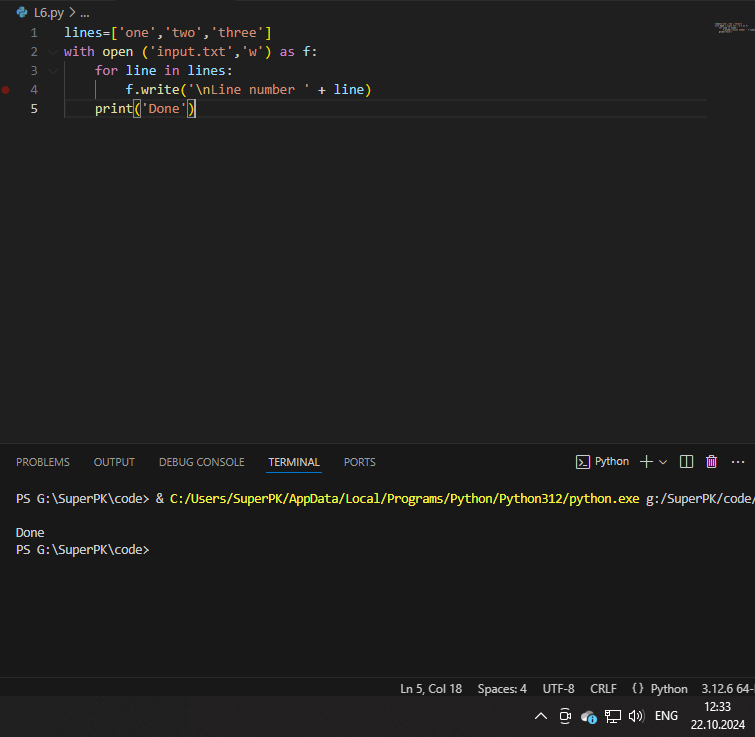 L6.py > ...
1 lines=['one','two','three']
2 with open ('input.txt','w') as f:
3 for line in lines:
4 f.write('\nLine number ' + line)
5 print('Done')
PROBLEMS OUTPUT DEBUG CONSOLE TERMINAL PORTS Python
PS G:\SuperPK\code> & C:/Users/SuperPK/AppData/Local/Programs/Python/Python312/python.exe g:/SuperPK/code/
Done
PS G:\SuperPK\code>
Ln 5, Col 18 Spaces: 4 UTF-8 CRLF {} Python 3.12.6 64-
ENG 12:33
22.10.2024